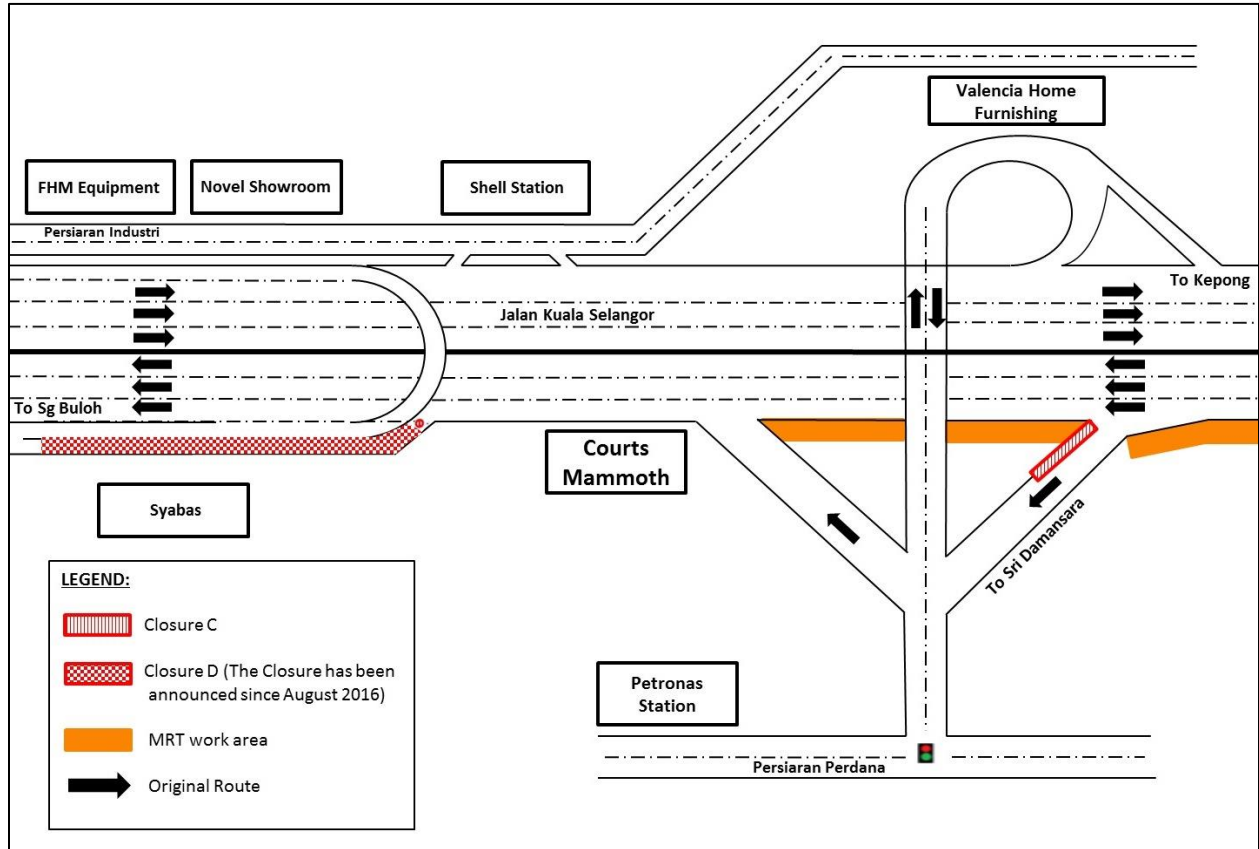 Valencia Home
Furnishing
FHM Equipment
Novel Showroom
Shell Station
Persiaran Industri
To Kepong
Jalan Kuala Selangor
To Sg Buloh
Courts
Mammoth
Syabas
To Sri Damansara
LEGEND:
Closure C
Closure D (The Closure has been
announced since August 2016)
MRT work area
Original Route
Petronas
Station
Persiaran Perdana